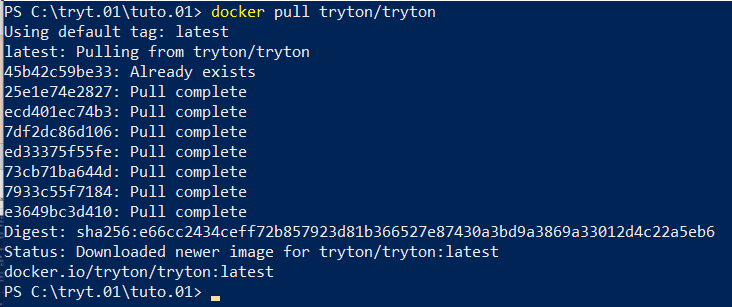 PS C:\tryt.01\tuto.01> docker pull tryton/tryton
Using default tag: latest
latest: Pulling from tryton/tryton
45b42c59be33: Already exists
25e1e74e2827: Pull complete
ecd401ec74b3: Pull complete
7df2dc86d106: Pull complete
ed33375f55fe: Pull complete
73cb71ba644d: Pull complete
7933c55f7184: Pull complete
e3649bc3d410: Pull complete
Digest: sha256:e66cc2434ceff72b857923d81b366527e87430a3bd9a3869a33012d4c22a5eb6
Status: Downloaded newer image for tryton/tryton:latest
docker.io/tryton/tryton:latest
PS C:\tryt.01\tuto.01>